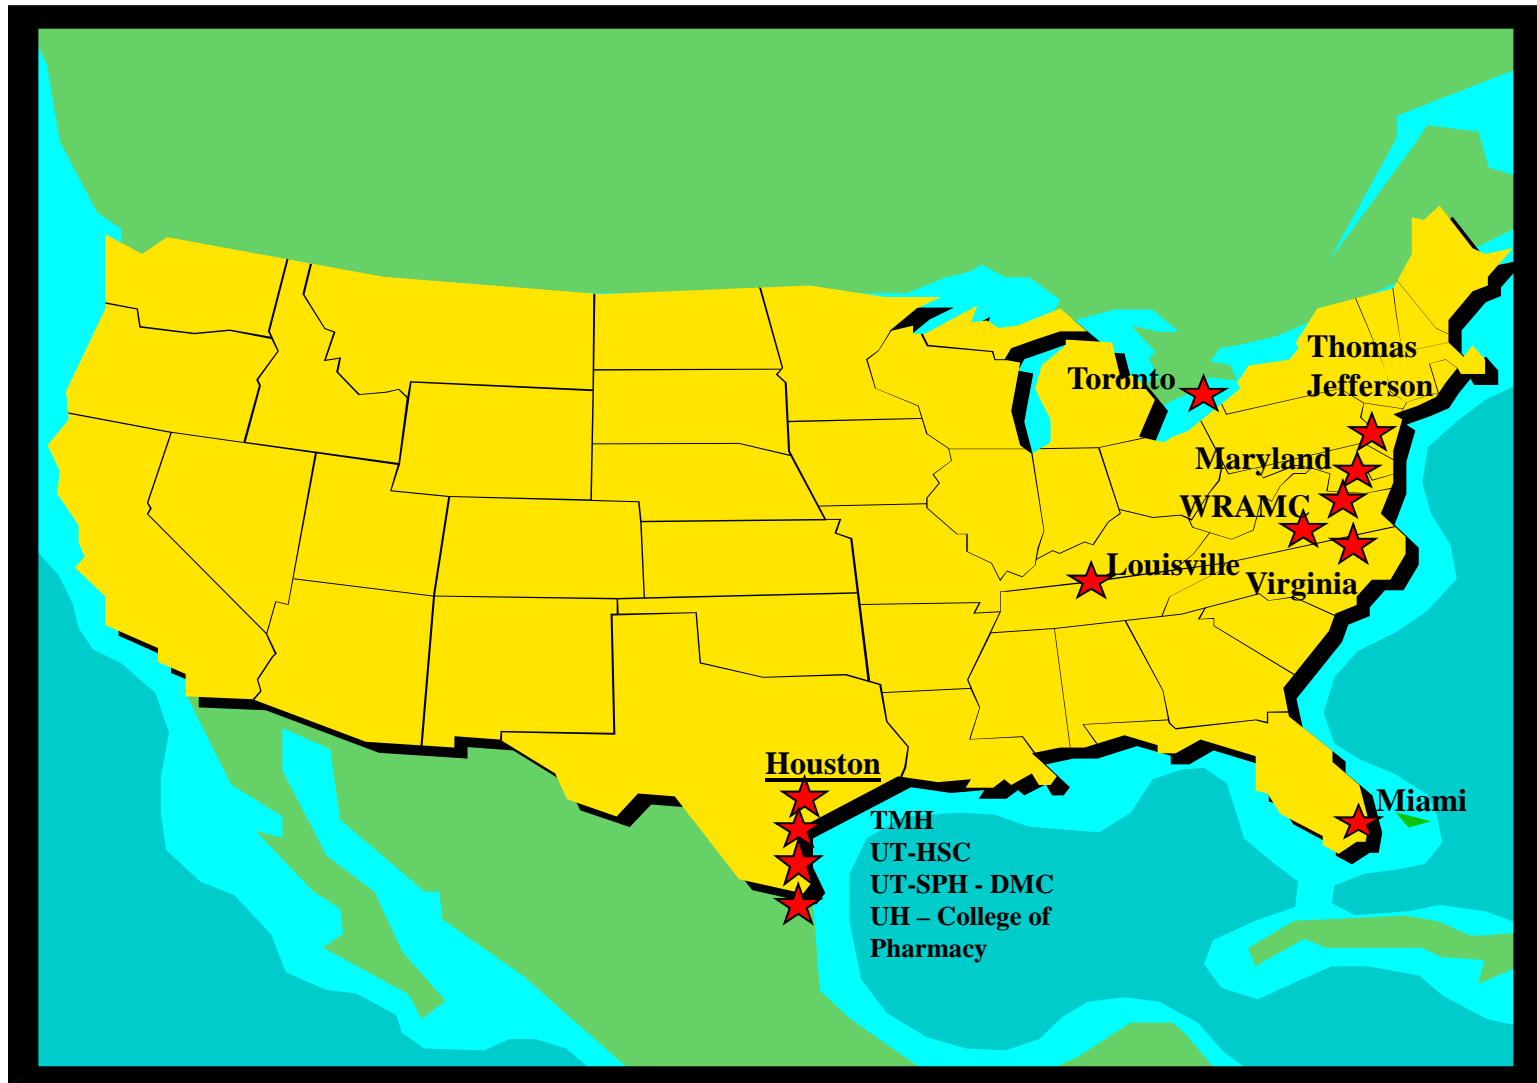 Thomas
Jefferson
Toronto
Maryland
WRAMC
Louisville
Virginia
Houston
Miami
TMH
UT-HSC
UT-SPH - DMC
UH – College of
Pharmacy